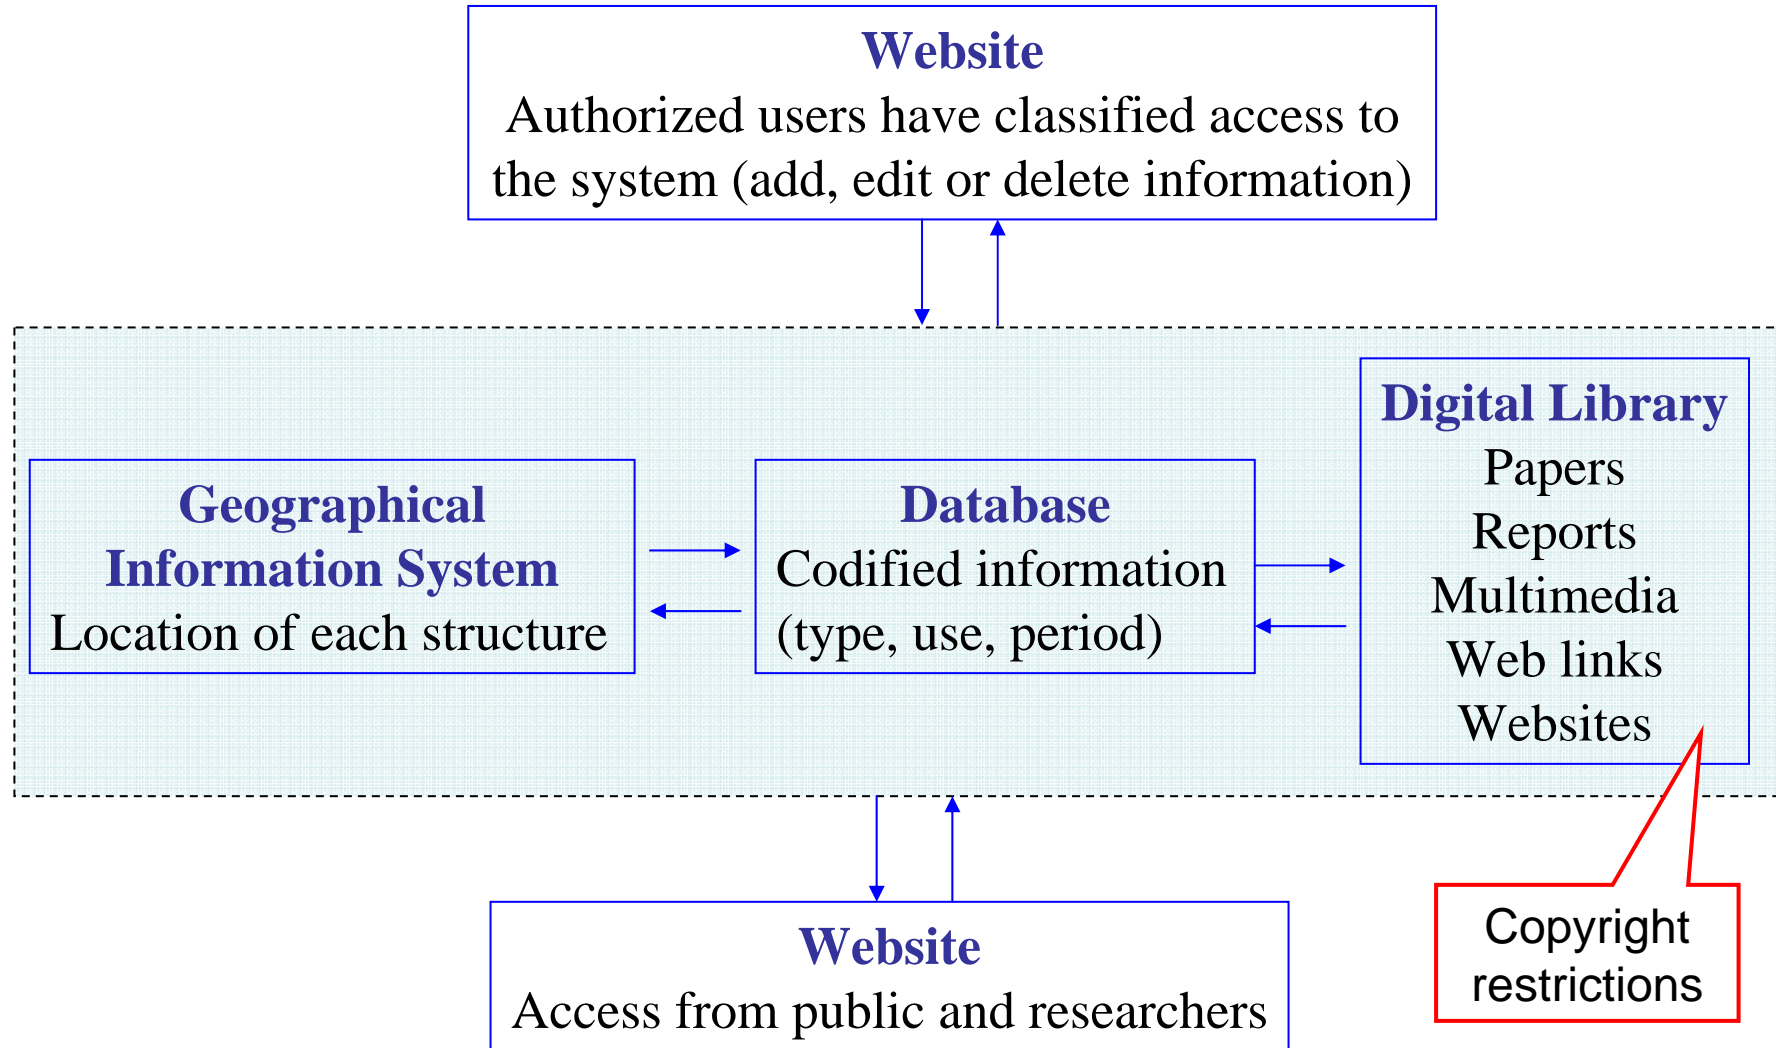 Website
Authorized users have classified access to
the system (add, edit or delete information)
Geographical
Information System
Location of each structure
Database
Codified information
(type, use, period)
Digital Library
Papers
Reports
Multimedia
Web links
Websites
Copyright
restrictions
Website
Access from public and researchers